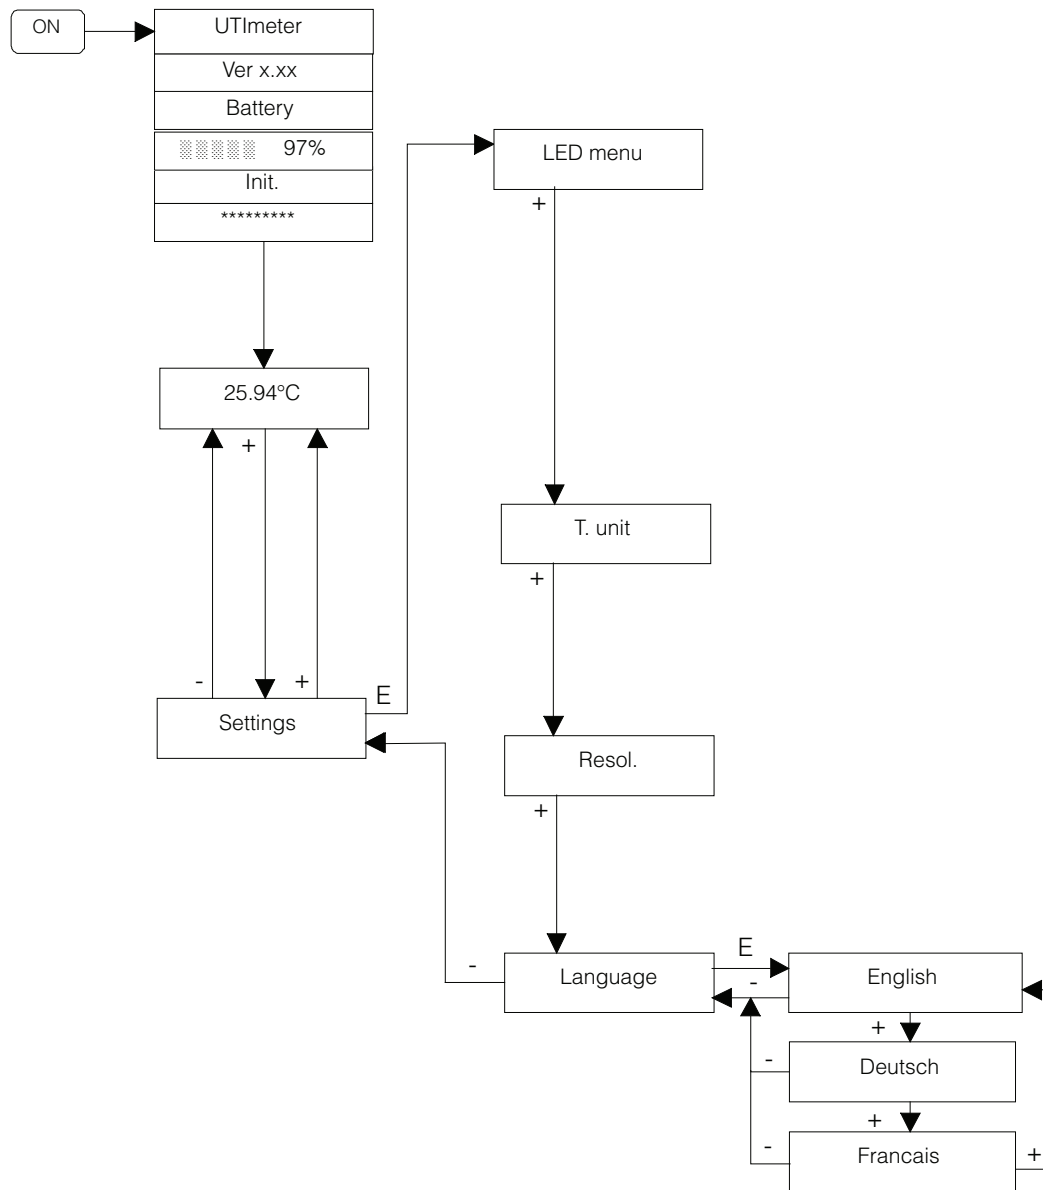 ON
UTImeter
Ver x.xx
Battery
97%
Init.
*********
25.94°C
+
-
+
Settings
E
LED menu
+
T. unit
+
Resol.
+
-
Language
E
-
English
+
-
Deutsch
+
-
Francais
+